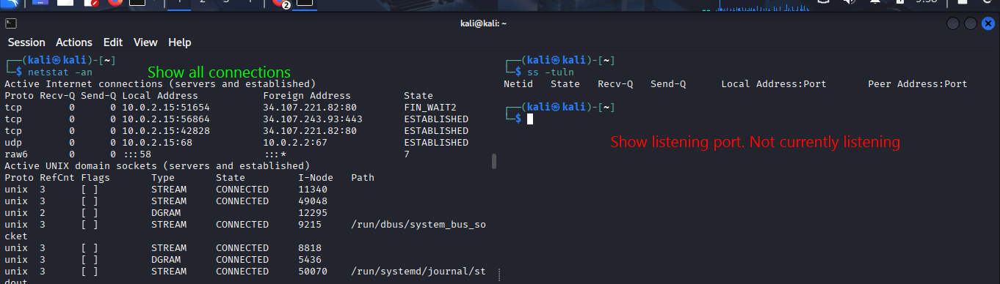 kali@kali: ~
Session Actions Edit View Help
┌──(kali㉿kali)-[~]
└─$ netstat -an
Show all connections
Active Internet connections (servers and established)
Proto Recv-Q Send-Q Local Address           Foreign Address         State
tcp        0      0 10.0.2.15:51654         34.107.221.82:80        FIN_WAIT2
tcp        0      0 10.0.2.15:56864         34.107.243.93:443       ESTABLISHED
tcp        0      0 10.0.2.15:42828         34.107.221.82:80        ESTABLISHED
udp        0      0 10.0.2.15:68            10.0.2.2:67             ESTABLISHED
raw6       0      0 :::58                   :::*                    7
Active UNIX domain sockets (servers and established)
Proto RefCnt Flags       Type       State         I-Node   Path
unix  3      [ ]         STREAM     CONNECTED     11340
unix  3      [ ]         STREAM     CONNECTED     49048
unix  2      [ ]         DGRAM                    12295
unix  3      [ ]         STREAM     CONNECTED     9215     /run/dbus/system_bus_so
cket
unix  3      [ ]         STREAM     CONNECTED     8818
unix  3      [ ]         DGRAM      CONNECTED     5436
unix  3      [ ]         STREAM     CONNECTED     50070    /run/systemd/journal/st
dout
┌──(kali㉿kali)-[~]
└─$ ss -tuln
Netid   State   Recv-Q   Send-Q      Local Address:Port       Peer Address:Port
┌──(kali㉿kali)-[~]
└─$
Show listening port. Not currently listening